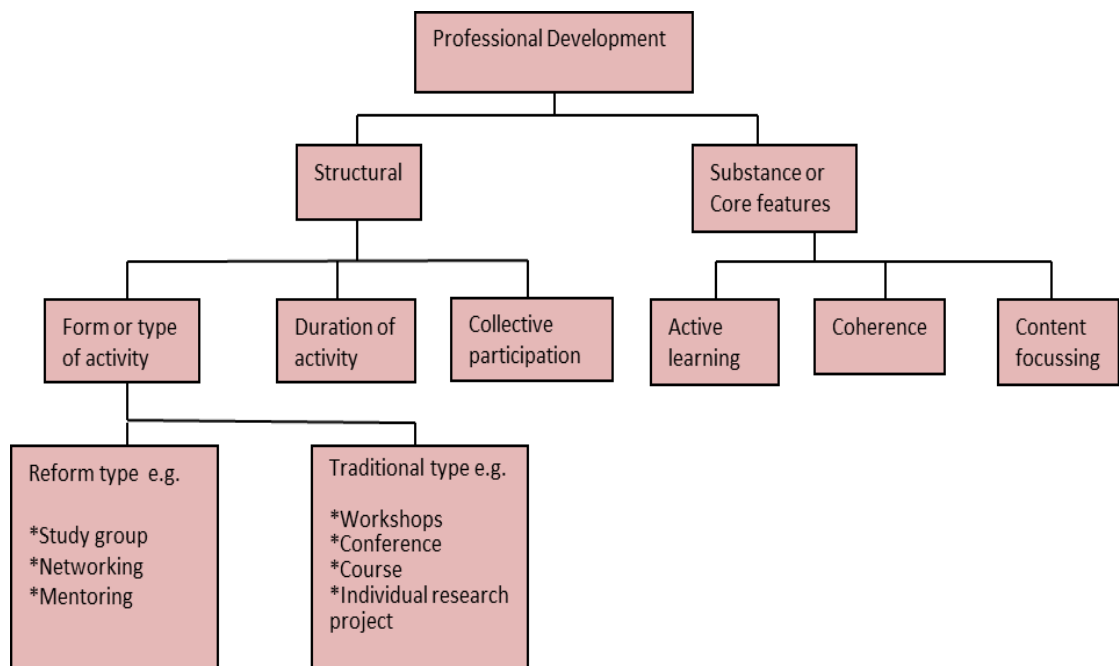 Professional Development
Structural
Substance or
Core features
Form or type
of activity
Duration of
activity
Collective
participation
Active
learning
Coherence
Content
focussing
Reform type e.g.
*Study group
*Networking
*Mentoring
Traditional type e.g.
*Workshops
*Conference
*Course
*Individual research
project